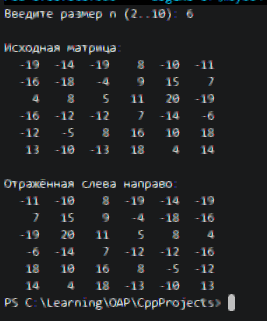 Введите размер n (2..10): 6
Исходная матрица:
-19 -14 -19 8 -10 -11
-16 -18 -4 9 15 7
4 8 5 11 20 -19
-16 -12 -12 7 -14 -6
-12 -5 8 16 10 18
13 -10 -13 18 4 14
Отражённая слева направо:
-11 -10 8 -19 -14 -19
7 15 9 -4 -18 -16
-19 20 11 5 8 4
-6 -14 7 -12 -12 -16
18 10 16 8 -5 -12
14 4 18 -13 -10 13
PS C:\Learning\OAP\CppProjects>